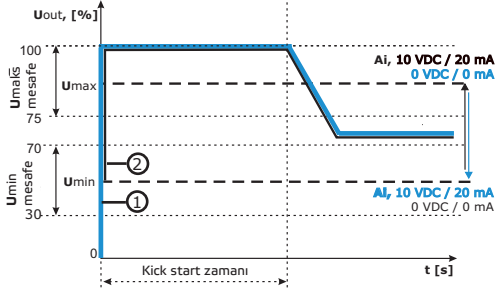 Uout, [%]
100
Umaks
mesafe
Umax
75
70
Umin
mesafe
Umin
30
0
2
1
Ai, 10 VDC / 20 mA
0 VDC / 0 mA
AI, 10 VDC / 20 mA
0 VDC / 0 mA
Kick start zamanı
t [s]